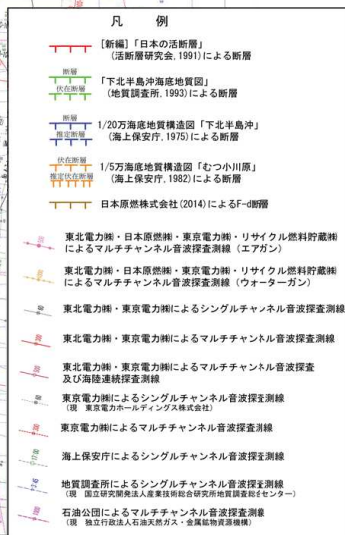 凡 例
[新編]「日本の活断層」
(活断層研究会, 1991)による断層
断層
伏在断層
「下北半島沖海底地質図」
(地質調査所, 1993)による断層
断層
推定断層
1/20万海底地質構造図「下北半島沖」
(海上保安庁, 1975)による断層
伏在断層
推定伏在断層
1/5万海底地質構造図「むつ小川原」
(海上保安庁, 1982)による断層
日本原燃株式会社(2014)によるF-d断層
東北電力㈱・日本原燃㈱・東京電力㈱・リサイクル燃料貯蔵㈱
によるマルチチャンネル音波探査測線(エアガン)
東北電力㈱・日本原燃㈱・東京電力㈱・リサイクル燃料貯蔵㈱
によるマルチチャンネル音波探査測線(ウォーターガン)
東北電力㈱・東京電力㈱によるシングルチャンネル音波探査測線
東北電力㈱・東京電力㈱によるマルチチャンネル音波探査測線
東北電力㈱・東京電力㈱によるマルチチャンネル音波探査
及び海陸連続探査測線
東京電力㈱によるシングルチャンネル音波探査測線
(現 東京電力ホールディングス株式会社)
東京電力㈱によるマルチチャンネル音波探査測線
海上保安庁によるシングルチャンネル音波探査測線
地質調査所によるシングルチャンネル音波探査測線
(現 国立研究開発法人産業技術総合研究所地質調査総合センター)
石油公団によるマルチチャンネル音波探査測線
(現 独立行政法人石油天然ガス・金属鉱物資源機構)